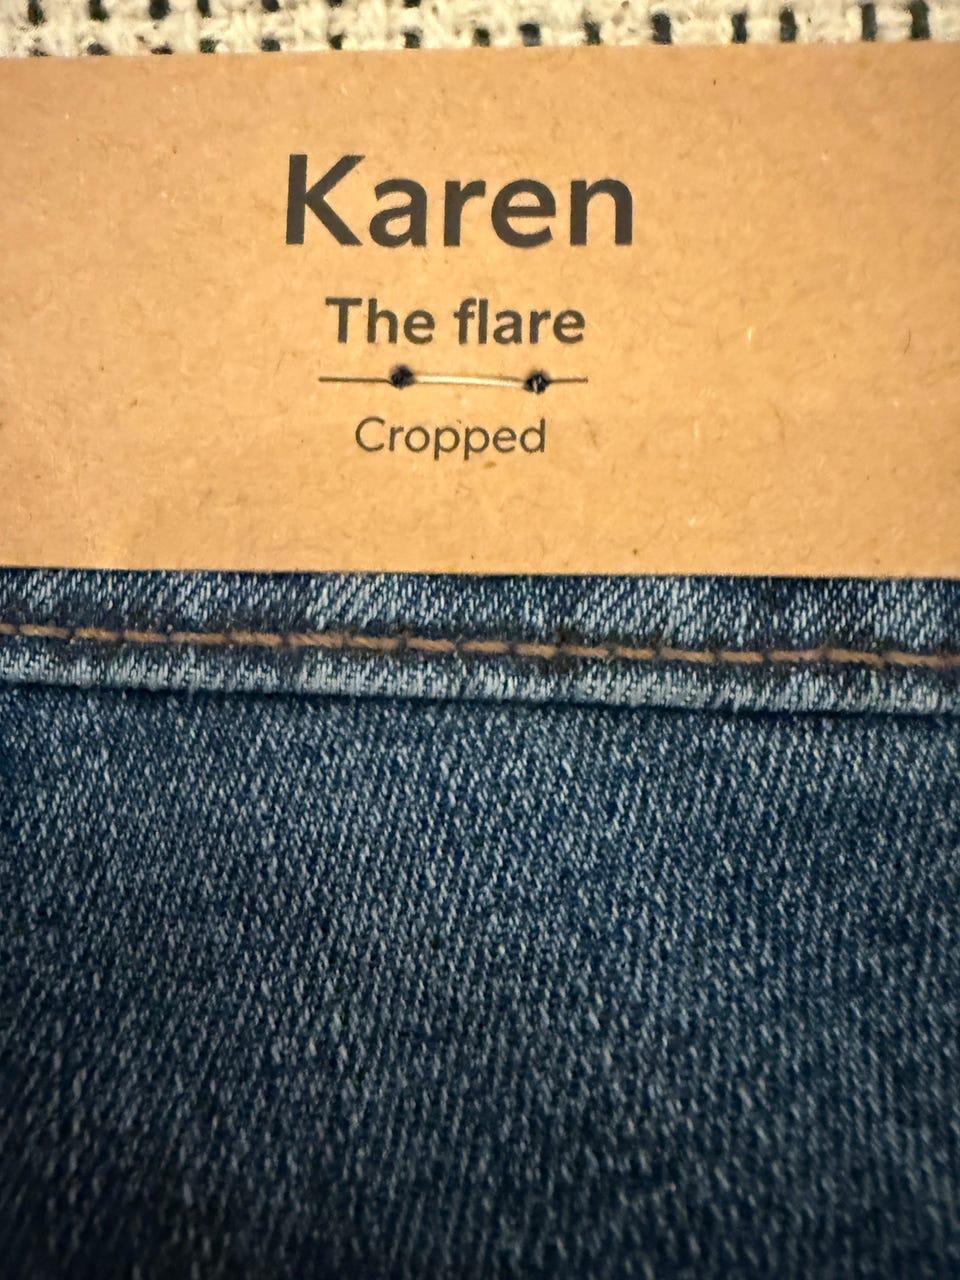 Karen
The flare
Cropped